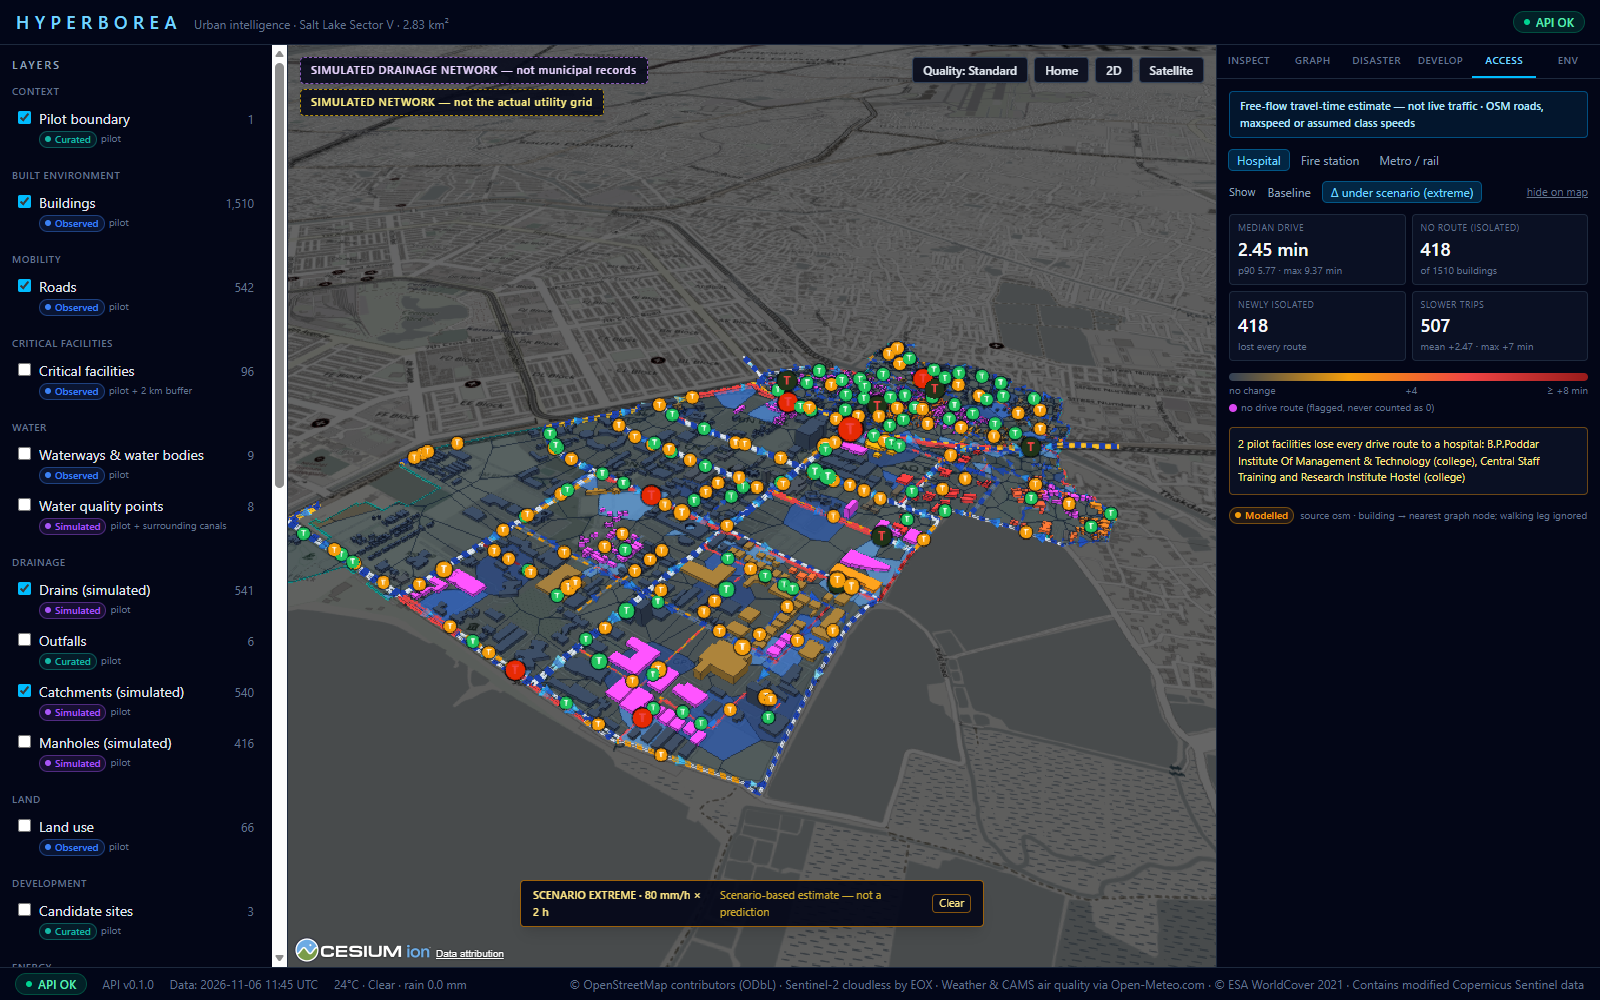 HYPERBOREA
Urban intelligence · Salt Lake Sector V · 2.83 km²
API OK
LAYERS
CONTEXT
Pilot boundary 1
Curated pilot
BUILT ENVIRONMENT
Buildings 1,510
Observed pilot
MOBILITY
Roads 542
Observed pilot
CRITICAL FACILITIES
Critical facilities 96
Observed pilot + 2 km buffer
WATER
Waterways & water bodies 9
Observed pilot
Water quality points 8
Simulated pilot + surrounding canals
DRAINAGE
Drains (simulated) 541
Simulated pilot
Outfalls 6
Curated pilot
Catchments (simulated) 540
Simulated pilot
Manholes (simulated) 416
Simulated pilot
LAND
Land use 66
Observed pilot
DEVELOPMENT
Candidate sites 3
Curated pilot
ENERGY
SIMULATED DRAINAGE NETWORK — not municipal records
SIMULATED NETWORK — not the actual utility grid
Quality: Standard Home 2D Satellite
SCENARIO EXTREME · 80 mm/h ×
2 h
Scenario-based estimate — not a
prediction
Clear
CESIUM ion Data attribution
INSPECT GRAPH DISASTER DEVELOP ACCESS ENV
Free-flow travel-time estimate — not live traffic · OSM roads,
maxspeed or assumed class speeds
Hospital Fire station Metro / rail
Show Baseline Δ under scenario (extreme) hide on map
MEDIAN DRIVE
2.45 min
p90 5.77 · max 9.37 min
NO ROUTE (ISOLATED)
418
of 1510 buildings
NEWLY ISOLATED
418
lost every route
SLOWER TRIPS
507
mean +2.47 · max +7 min
no change +4 ≥ +8 min
no drive route (flagged, never counted as 0)
2 pilot facilities lose every drive route to a hospital: B.P.Poddar
Institute Of Management & Technology (college), Central Staff
Training and Research Institute Hostel (college)
Modelled source osm · building → nearest graph node; walking leg ignored
API OK API v0.1.0 Data: 2026-11-06 11:45 UTC 24°C · Clear · rain 0.0 mm
© OpenStreetMap contributors (ODbL) · Sentinel-2 cloudless by EOX · Weather & CAMS air quality via Open-Meteo.com · © ESA WorldCover 2021 · Contains modified Copernicus Sentinel data